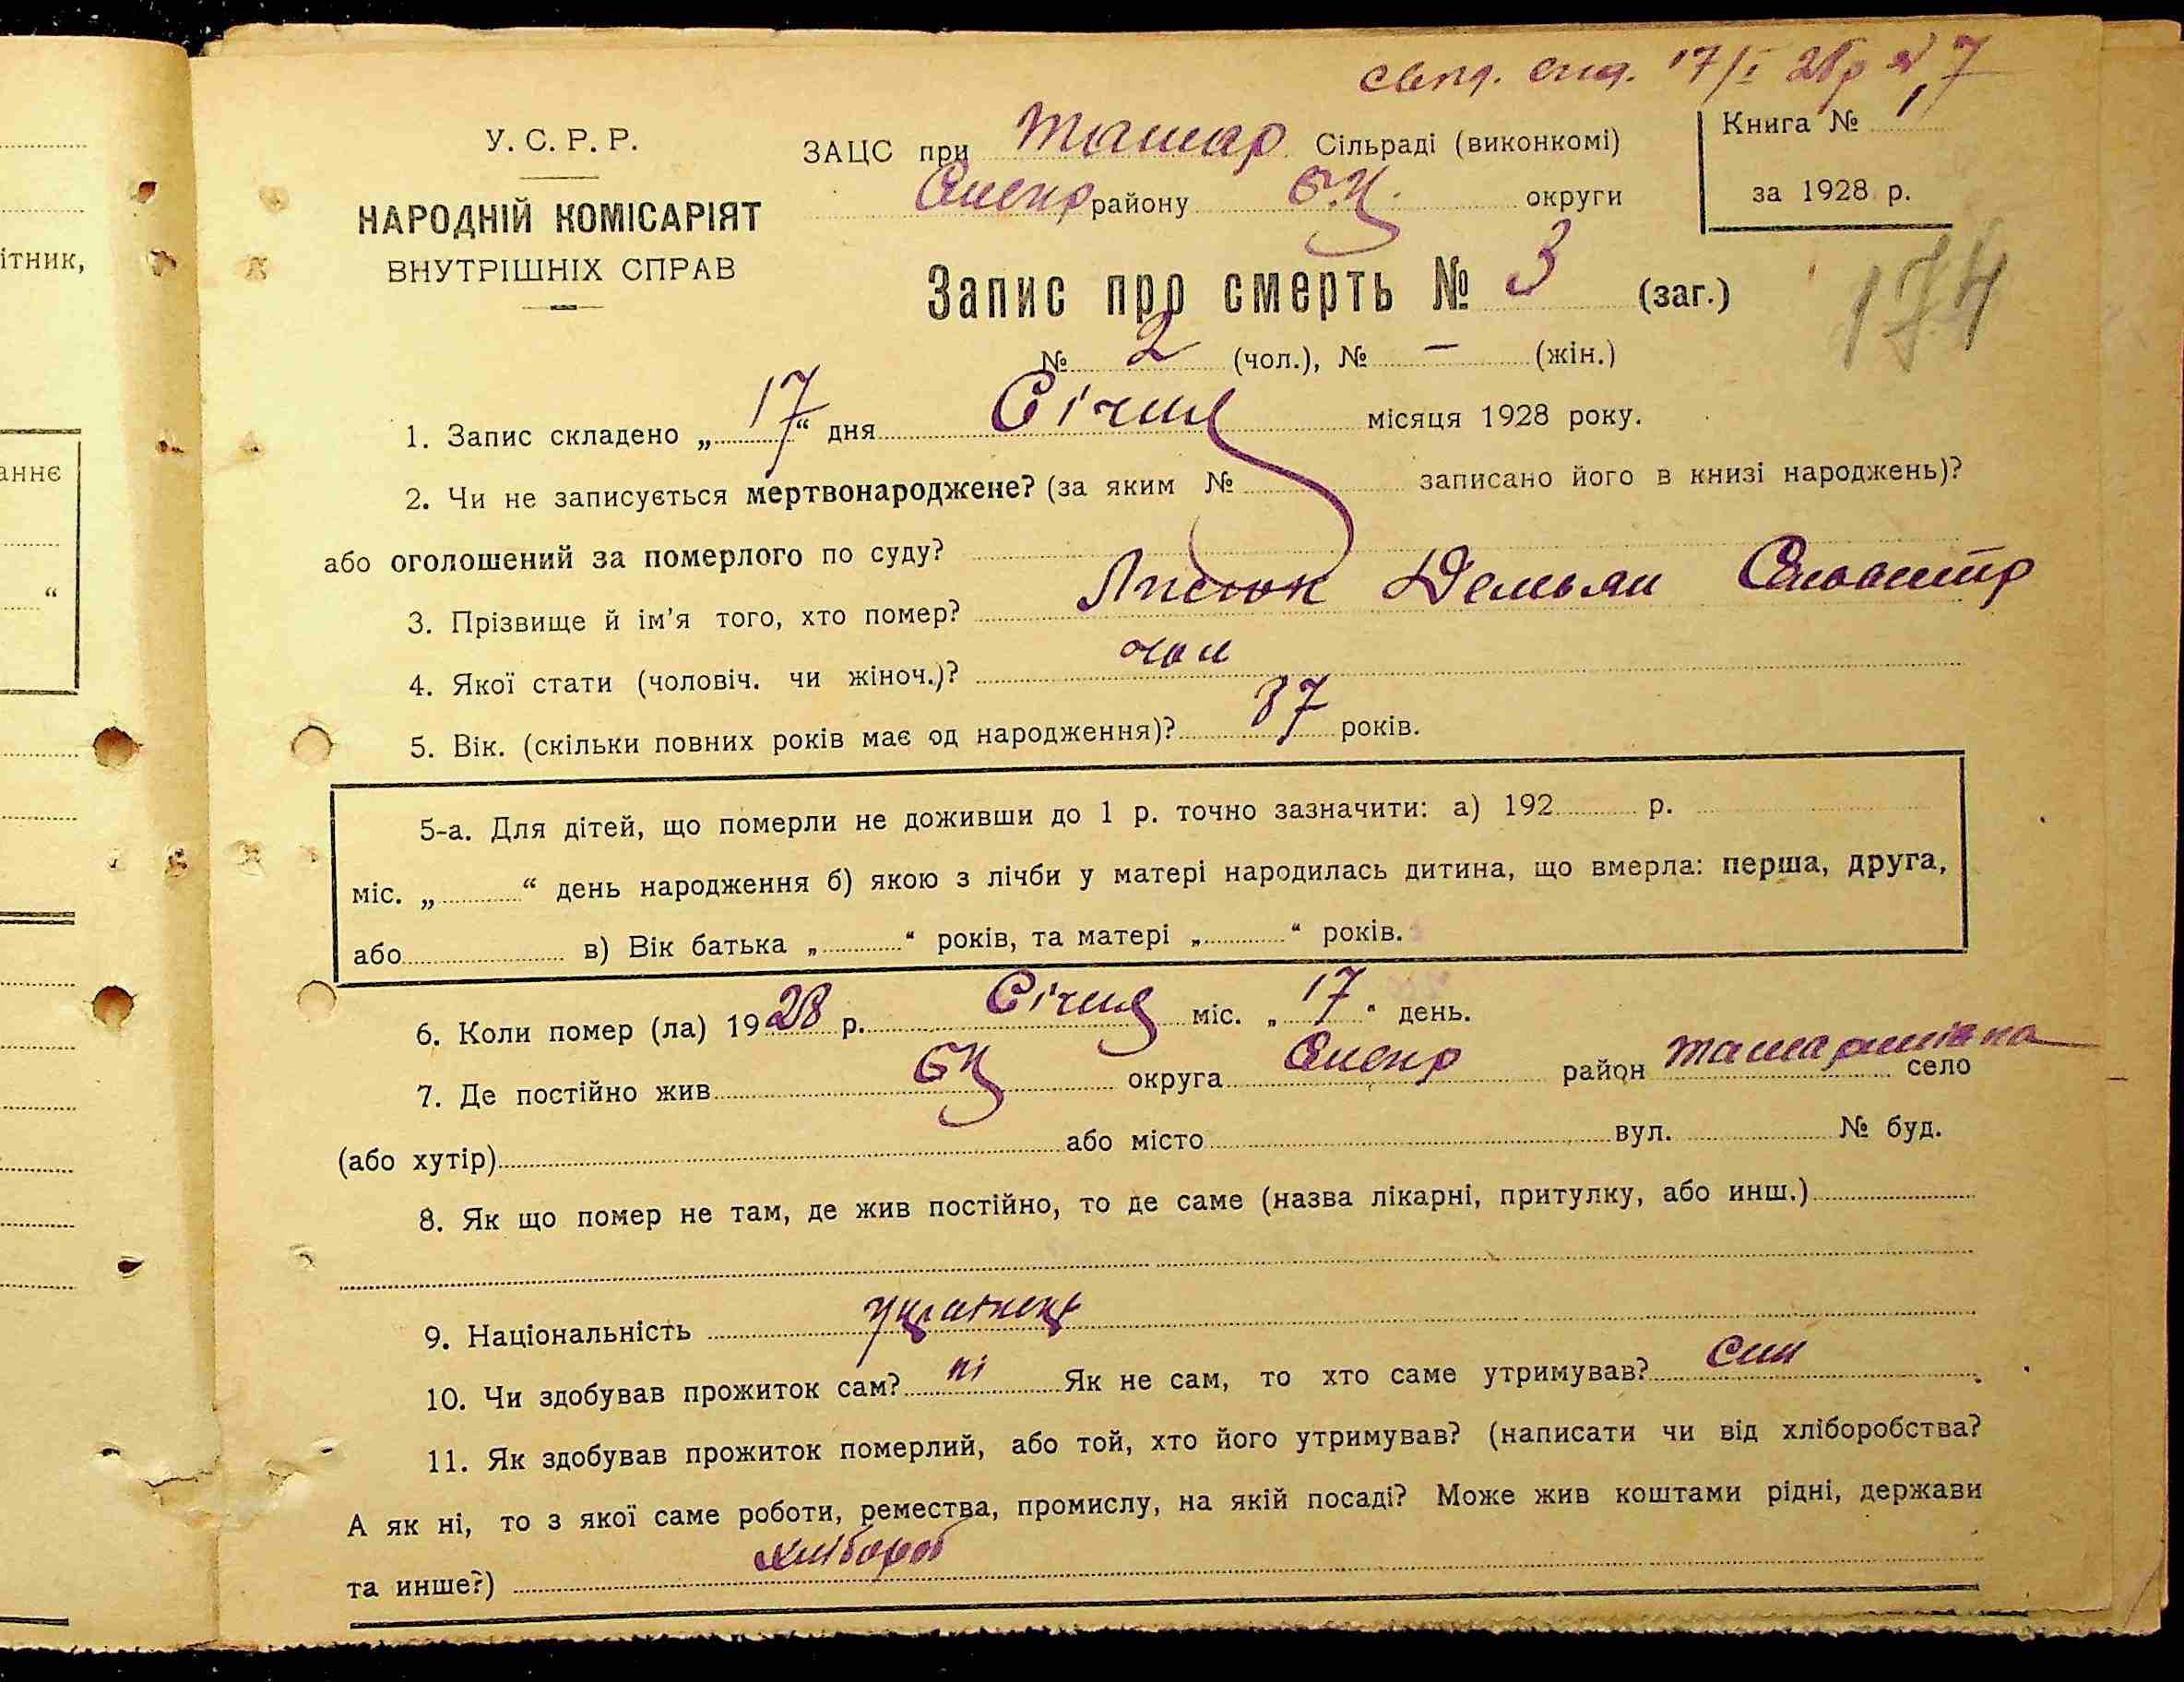 17/I 28р № 7
У. С. Р. Р.
ЗАЦС при Ташар Сільраді (виконкомі)
Книга № 1
району БЦ. округи
за 1928 р.
НАРОДНІЙ КОМІСАРІЯТ
ВНУТРІШНІХ СПРАВ
Запис про смерть № 3 (заг.)
174
№ 2 (чол.), № — (жін.)
1. Запис складено „ 17 “ дня Січня місяця 1928 року.
2. Чи не записується мертвонароджене? (за яким № записано його в книзі народжень)?
або оголошений за померлого по суду?
3. Прізвище й ім’я того, хто помер? Лисюк Демьян
4. Якої стати (чоловіч. чи жіноч.)? чол
5. Вік. (скільки повних років має од народження)? 87 років.
5-а. Для дітей, що померли не доживши до 1 р. точно зазначити: а) 192 р.
міс. „ “ день народження б) якою з лічби у матері народилась дитина, що вмерла: перша, друга,
або в) Вік батька „ “ років, та матері „ “ років.
6. Коли помер (ла) 1928 р. Січня міс. „ 17 “ день.
7. Де постійно жив БЦ округа район село
(або хутір) або місто вул. № буд.
8. Як що помер не там, де жив постійно, то де саме (назва лікарні, притулку, або инш.)
9. Національність українець
10. Чи здобував прожиток сам? ні Як не сам, то хто саме утримував? Син
11. Як здобував прожиток померлий, або той, хто його утримував? (написати чи від хліборобства?
А як ні, то з якої саме роботи, ремества, промислу, на якій посаді? Може жив коштами рідні, держави
та инше?) хлібороб
ітник,
аннє
“